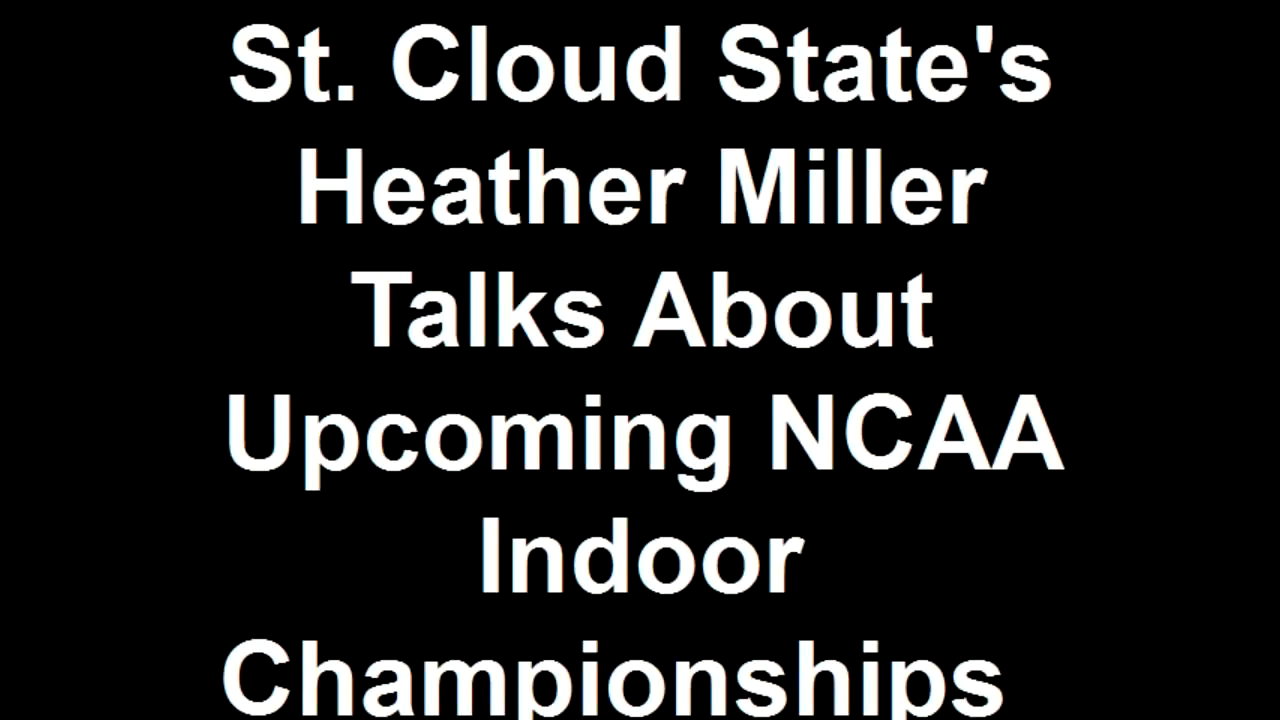 St. Cloud State's
Heather Miller
Talks About
Upcoming NCAA
Indoor
Championships